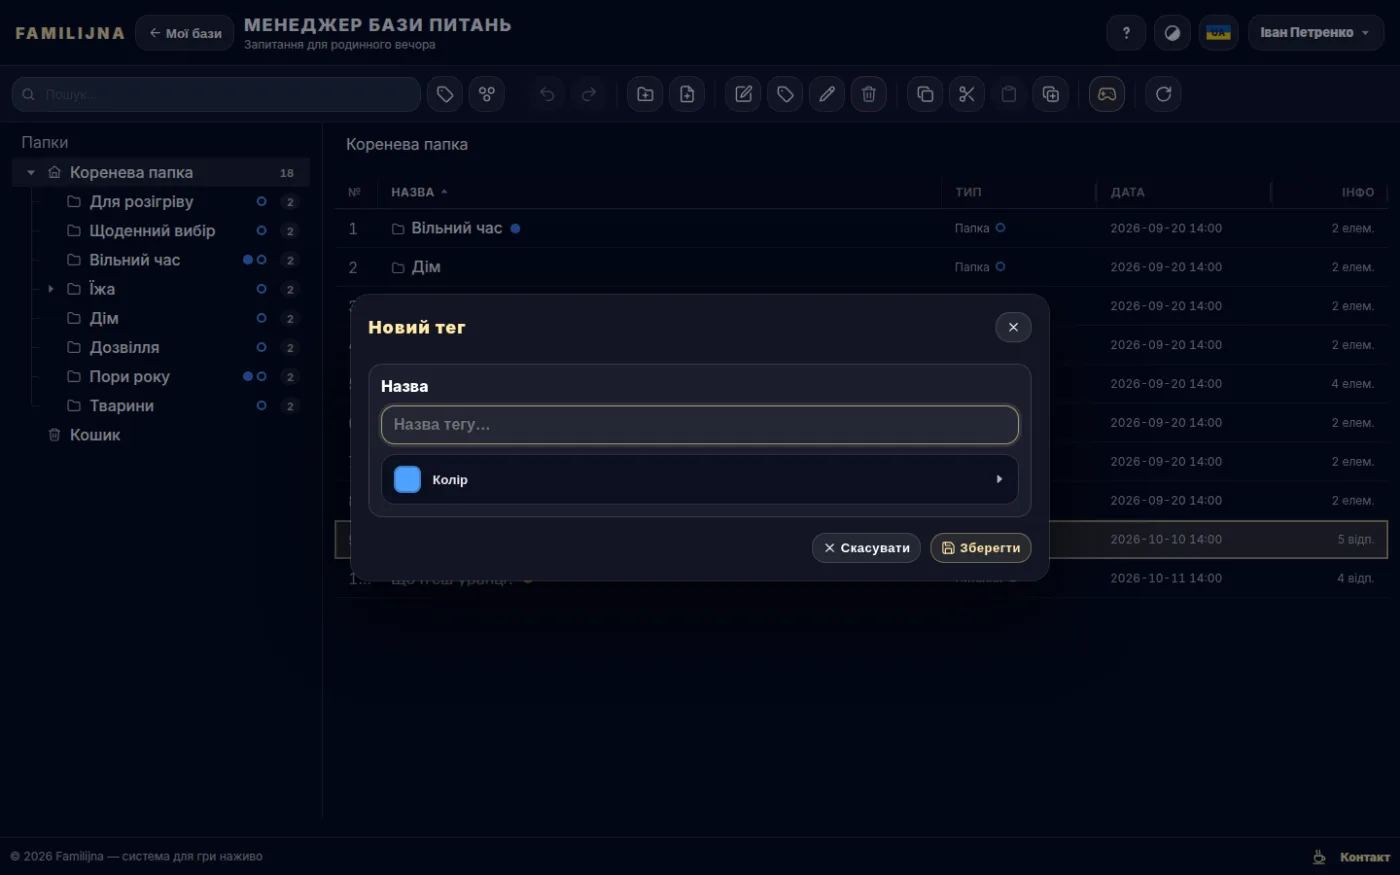 FAMILIJNA
← Мої бази
МЕНЕДЖЕР БАЗИ ПИТАНЬ
Запитання для родинного вечора
?
UA
Іван Петренко
Пошук...
Папки
Коренева папка 18
Для розігріву 2
Щоденний вибір 2
Вільний час 2
Їжа 2
Дім 2
Дозвілля 2
Пори року 2
Тварини 2
Кошик
Коренева папка
№ НАЗВА ТИП ДАТА ІНФО
1 Вільний час Папка 2026-09-20 14:00 2 елем.
2 Дім Папка 2026-09-20 14:00 2 елем.
2026-09-20 14:00 2 елем.
2026-09-20 14:00 2 елем.
2026-09-20 14:00 4 елем.
2026-09-20 14:00 2 елем.
2026-09-20 14:00 2 елем.
2026-09-20 14:00 2 елем.
2026-10-10 14:00 5 відп.
1... 2026-10-11 14:00 4 відп.
Новий тег
Назва
Назва тегу...
Колір
Скасувати
Зберегти
© 2026 Familijna — система для гри наживо
Контакт